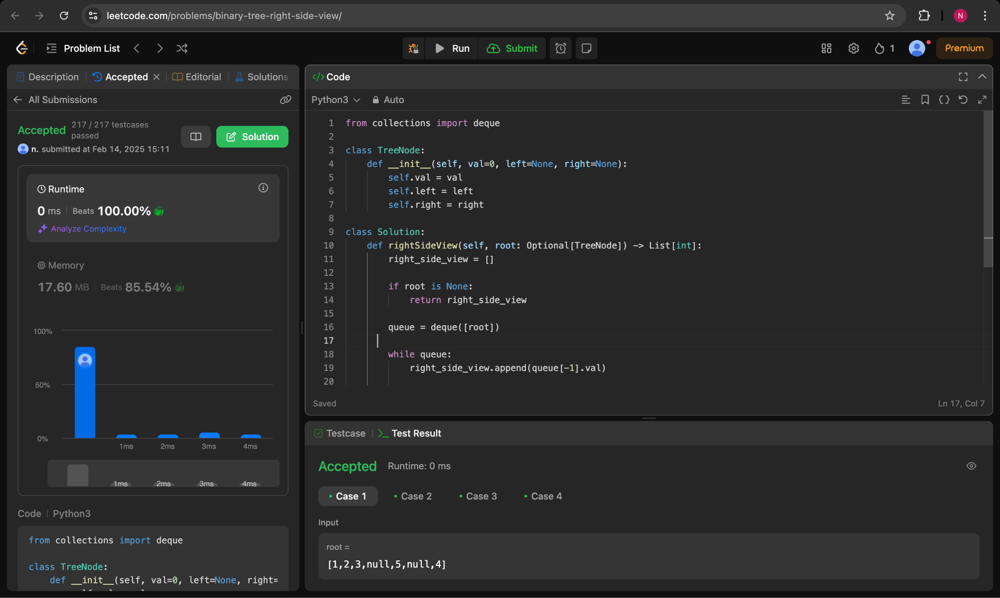 leetcode.com/problems/binary-tree-right-side-view/
N
Problem List
Run
Submit
1
Premium
Description
Accepted
Editorial
Solutions
All Submissions
Accepted
217 / 217 testcases
passed
n. submitted at Feb 14, 2025 15:11
Solution
Runtime
0 ms
Beats 100.00%
Analyze Complexity
Memory
17.60 MB
Beats 85.54%
100%
50%
0%
1ms
2ms
3ms
4ms
1ms
2ms
3ms
4ms
Code
Python3
from collections import deque
class TreeNode:
def __init__(self, val=0, left=None, right=
</> Code
Python3
Auto
1 from collections import deque
2
3 class TreeNode:
4     def __init__(self, val=0, left=None, right=None):
5         self.val = val
6         self.left = left
7         self.right = right
8
9 class Solution:
10     def rightSideView(self, root: Optional[TreeNode]) -> List[int]:
11         right_side_view = []
12
13         if root is None:
14             return right_side_view
15
16         queue = deque([root])
17
18         while queue:
19             right_side_view.append(queue[-1].val)
20
Saved
Ln 17, Col 7
Testcase
Test Result
Accepted
Runtime: 0 ms
Case 1
Case 2
Case 3
Case 4
Input
root =
[1,2,3,null,5,null,4]